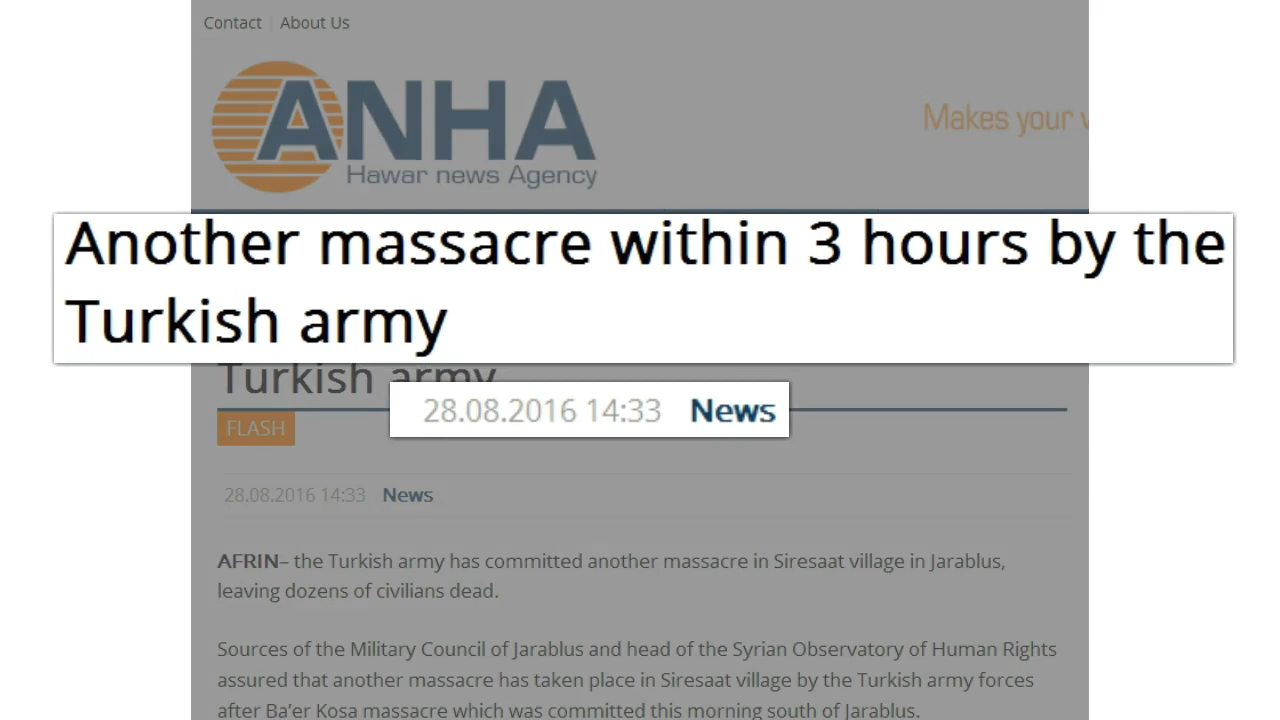 Contact | About Us
ANHA
Hawar news Agency
Makes your
Another massacre within 3 hours by the
Turkish army
Turkish army
28.08.2016 14:33 News
FLASH
28.08.2016 14:33 News
AFRIN– the Turkish army has committed another massacre in Siresaat village in Jarablus,
leaving dozens of civilians dead.
Sources of the Military Council of Jarablus and head of the Syrian Observatory of Human Rights
assured that another massacre has taken place in Siresaat village by the Turkish army forces
after Ba'er Kosa massacre which was committed this morning south of Jarablus.